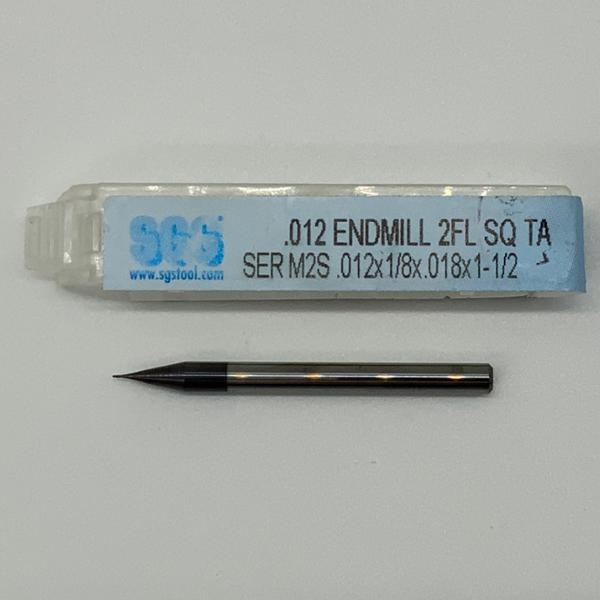 SGS
www.sgstool.com
.012 ENDMILL 2FL SQ TA
SER M2S .012x1/8x.018x1-1/2